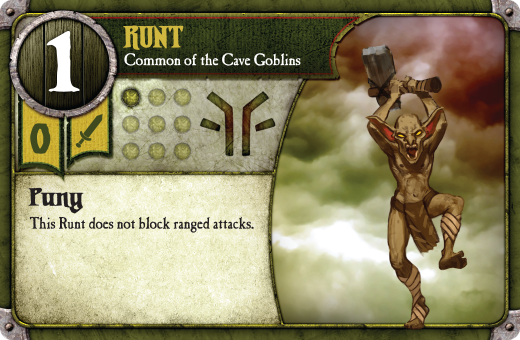 1
RUNT
Common of the Cave Goblins
0
Puny
This Runt does not block ranged attacks.